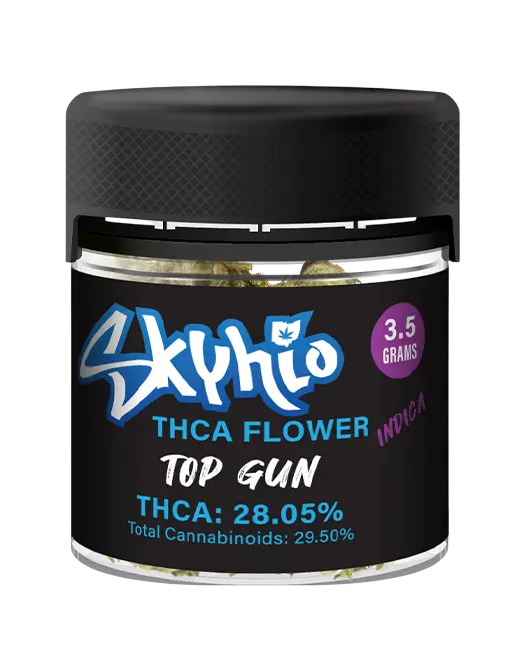 Skyhio
3.5
GRAMS
THCA FLOWER
INDICA
TOP GUN
THCA: 28.05%
Total Cannabinoids: 29.50%